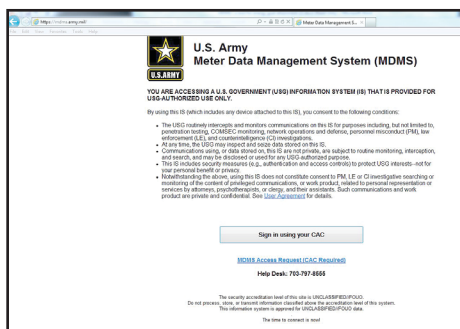 https://mdms.army.mil/
Meter Data Management S...
File Edit View Favorites Tools Help
U.S. Army
Meter Data Management System (MDMS)
U.S.ARMY
YOU ARE ACCESSING A U.S. GOVERNMENT (USG) INFORMATION SYSTEM (IS) THAT IS PROVIDED FOR
USG-AUTHORIZED USE ONLY.
By using this IS (which includes any device attached to this IS), you consent to the following conditions:
• The USG routinely intercepts and monitors communications on this IS for purposes including, but not limited to,
penetration testing, COMSEC monitoring, network operations and defense, personnel misconduct (PM), law
enforcement (LE), and counterintelligence (CI) investigations.
• At any time, the USG may inspect and seize data stored on this IS.
• Communications using, or data stored on, this IS are not private, are subject to routine monitoring, interception,
and search, and may be disclosed or used for any USG-authorized purpose.
• This IS includes security measures (e.g., authentication and access controls) to protect USG interests--not for
your personal benefit or privacy.
• Notwithstanding the above, using this IS does not constitute consent to PM, LE or CI investigative searching or
monitoring of the content of privileged communications, or work product, related to personal representation or
services by attorneys, psychotherapists, or clergy, and their assistants. Such communications and work
product are private and confidential. See User Agreement for details.
Sign in using your CAC
MDMS Access Request (CAC Required)
Help Desk: 703-797-8555
The security accreditation level of this site is UNCLASSIFIED//FOUO.
Do not process, store, or transmit information classified above the accreditation level of this system.
This information system is approved for UNCLASSIFIED//FOUO data.
The time to connect is now!